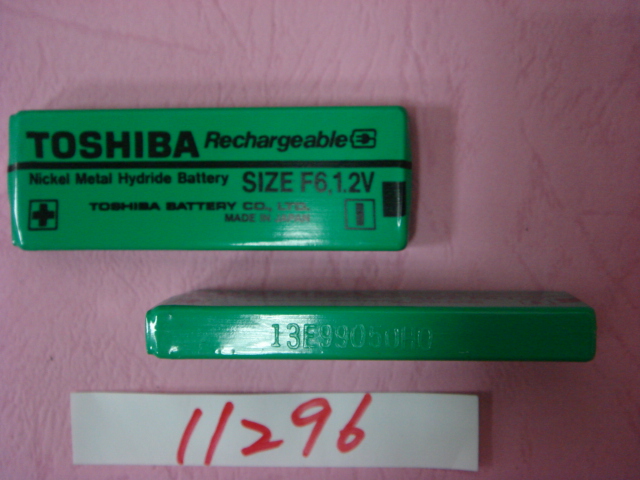 TOSHIBA Rechargeable
Nickel Metal Hydride Battery SIZE F6,1.2V
TOSHIBA BATTERY CO., LTD.
MADE IN JAPAN
11296